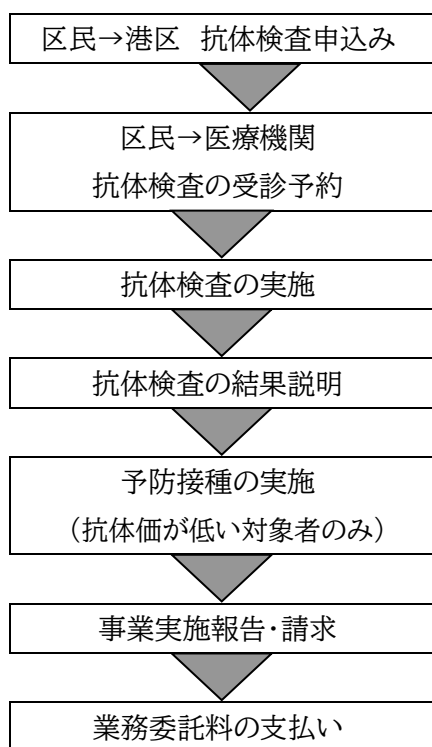 区民→港区 抗体検査申込み
区民→医療機関
抗体検査の受診予約
抗体検査の実施
抗体検査の結果説明
予防接種の実施
（抗体価が低い対象者のみ）
事業実施報告・請求
業務委託料の支払い